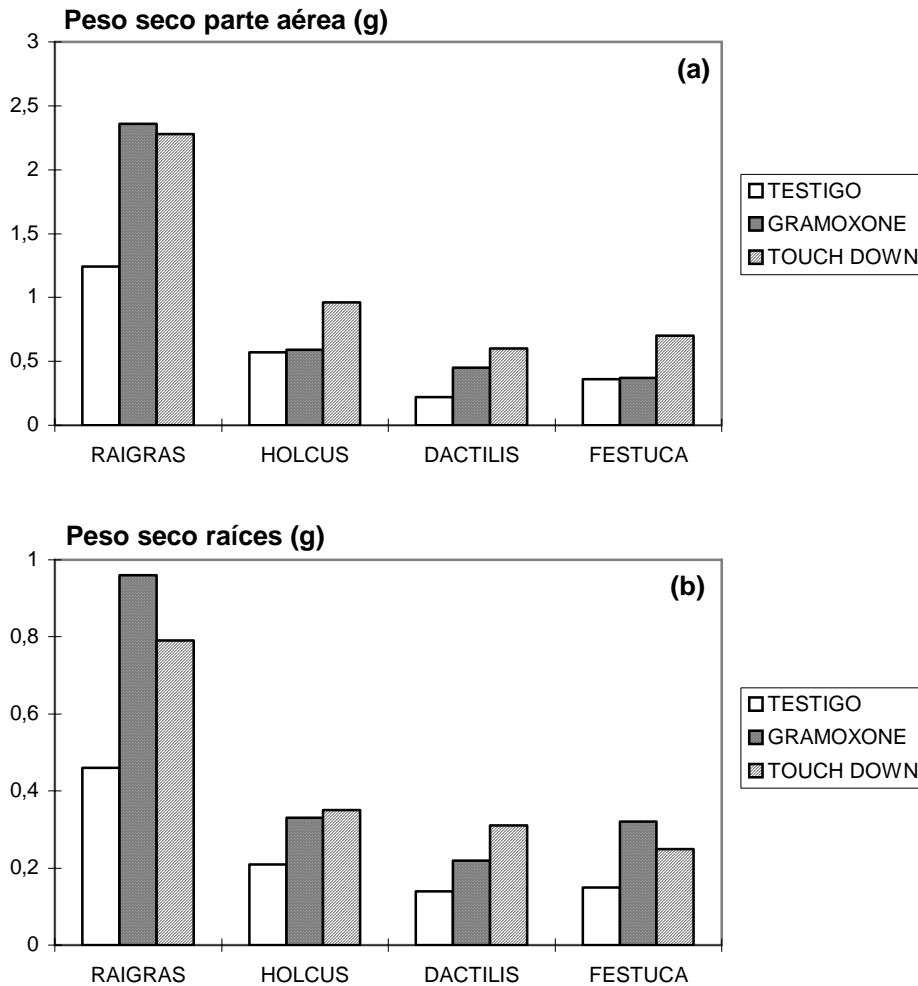 Peso seco parte aérea (g)
3
(a)
2,5
2
1,5
1
0,5
0
TESTIGO
GRAMOXONE
TOUCH DOWN
RAIGRAS HOLCUS DACTILIS FESTUCA
Peso seco raíces (g)
1
(b)
0,8
0,6
0,4
0,2
0
TESTIGO
GRAMOXONE
TOUCH DOWN
RAIGRAS HOLCUS DACTILIS FESTUCA